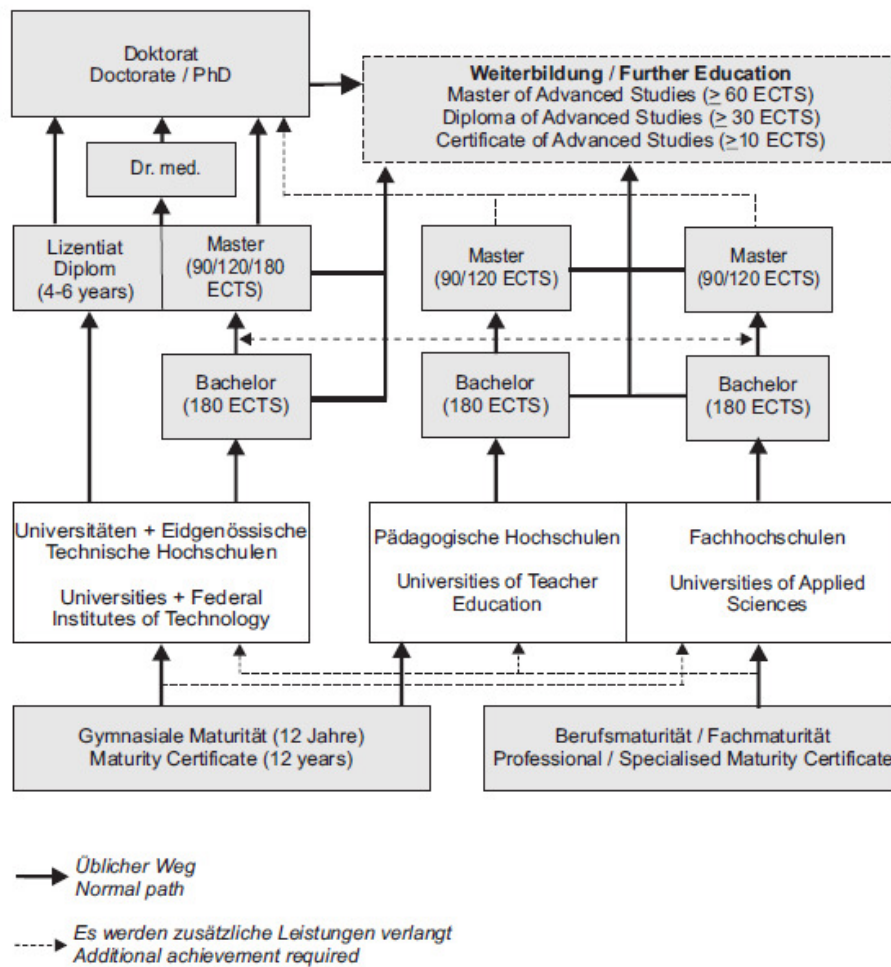 Doktorat
Doctorate / PhD
Weiterbildung / Further Education
Master of Advanced Studies (≥ 60 ECTS)
Diploma of Advanced Studies (≥ 30 ECTS)
Certificate of Advanced Studies (≥10 ECTS)
Dr. med.
Lizentiat
Diplom
(4-6 years)
Master
(90/120/180
ECTS)
Master
(90/120 ECTS)
Master
(90/120 ECTS)
Bachelor
(180 ECTS)
Bachelor
(180 ECTS)
Bachelor
(180 ECTS)
Universitäten + Eidgenössische
Technische Hochschulen
Universities + Federal
Institutes of Technology
Pädagogische Hochschulen
Universities of Teacher
Education
Fachhochschulen
Universities of Applied
Sciences
Gymnasiale Maturität (12 Jahre)
Maturity Certificate (12 years)
Berufsmaturität / Fachmaturität
Professional / Specialised Maturity Certificate
Üblicher Weg
Normal path
Es werden zusätzliche Leistungen verlangt
Additional achievement required